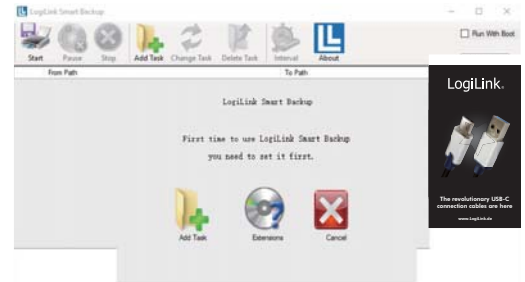 LogiLink Smart Backup
Start Pause Stop Add Task Change Task Delete Task Interval About
Run With Boot
From Path To Path
LogiLink Smart Backup
First time to use LogiLink Smart Backup
you need to set it first.
Add Task Extensions Cancel
LogiLink®
The revolutionary USB-C
connection cables are here
www.LogiLink.de